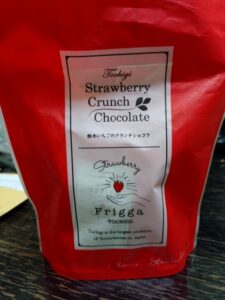 Tochigi
Strawberry
Crunch
Chocolate
栃木いちごのクランチショコラ
Strawberry
Frigga
TOCHIGI
Tochigi is the largest producer
of Strawberries in Japan